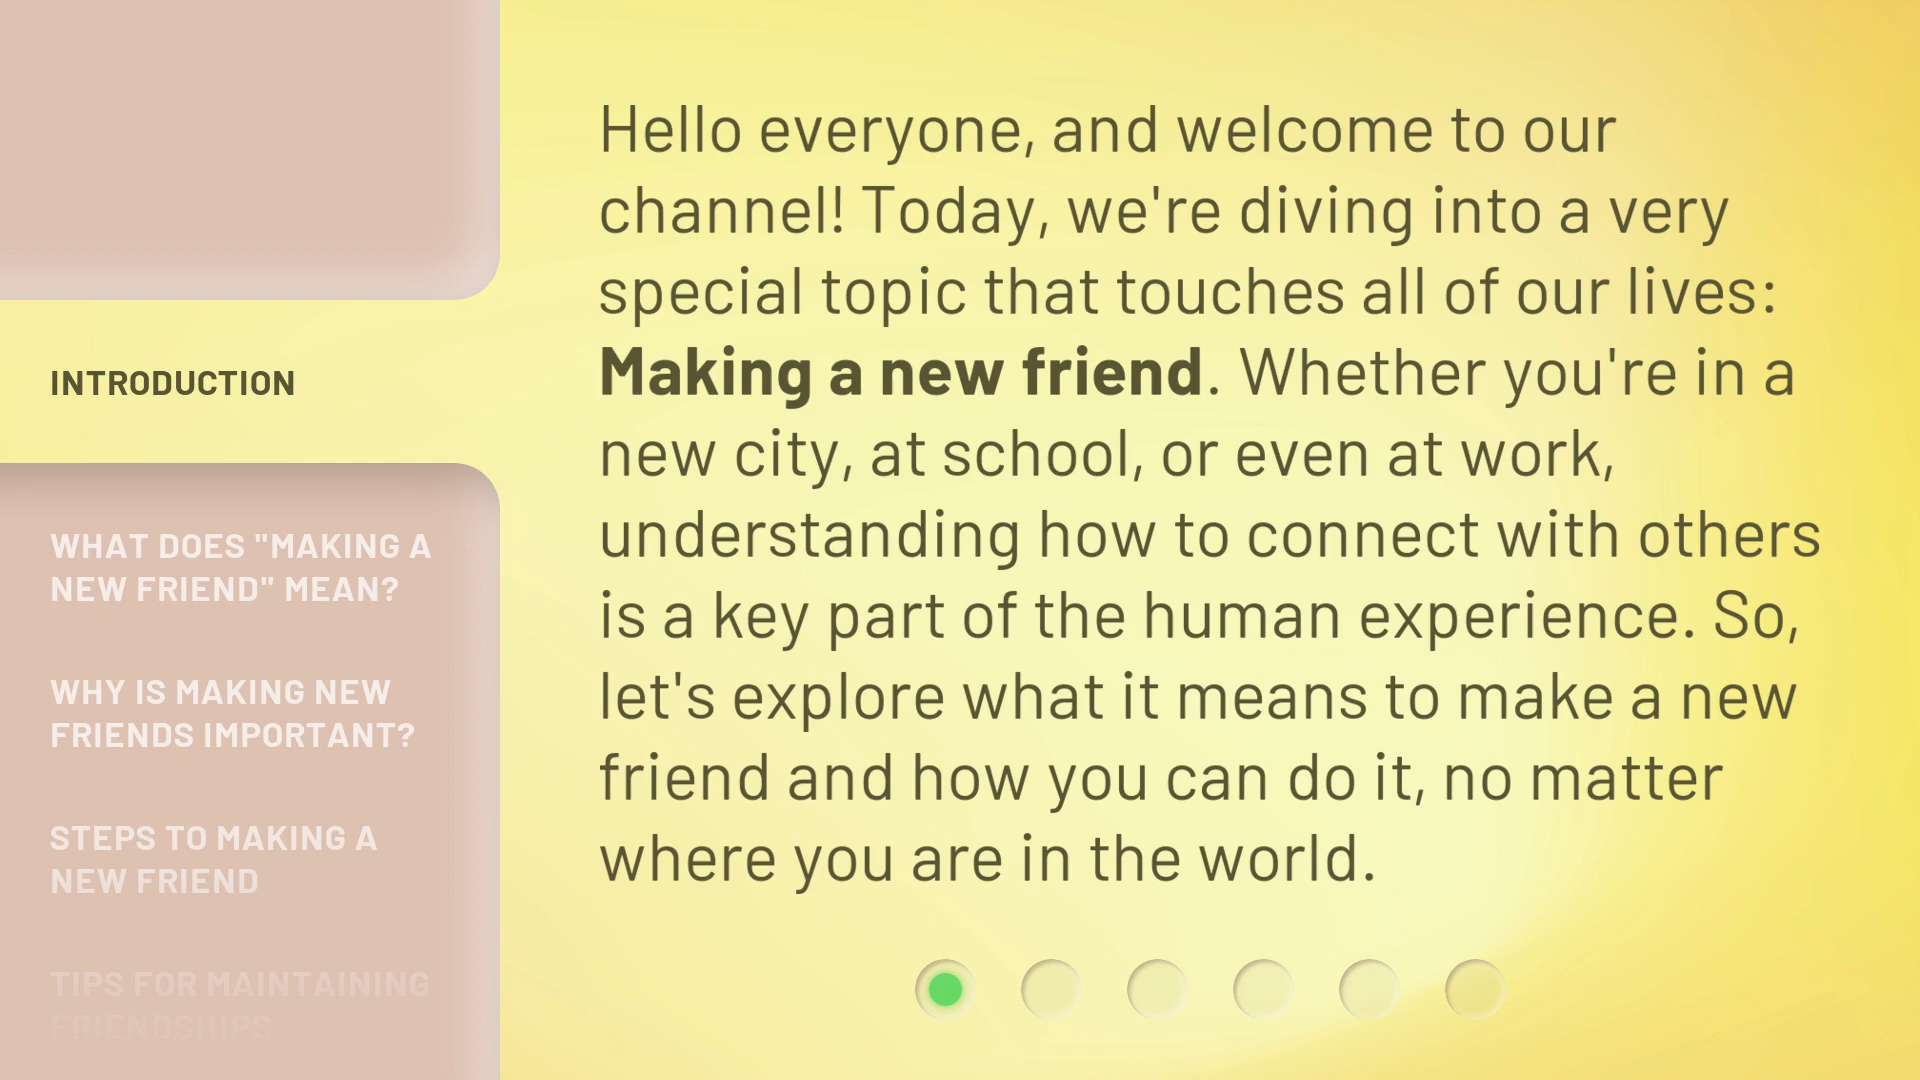 INTRODUCTION
WHAT DOES "MAKING A
NEW FRIEND" MEAN?
WHY IS MAKING NEW
FRIENDS IMPORTANT?
STEPS TO MAKING A
NEW FRIEND
TIPS FOR MAINTAINING
FRIENDSHIPS
Hello everyone, and welcome to our
channel! Today, we're diving into a very
special topic that touches all of our lives:
Making a new friend. Whether you're in a
new city, at school, or even at work,
understanding how to connect with others
is a key part of the human experience. So,
let's explore what it means to make a new
friend and how you can do it, no matter
where you are in the world.